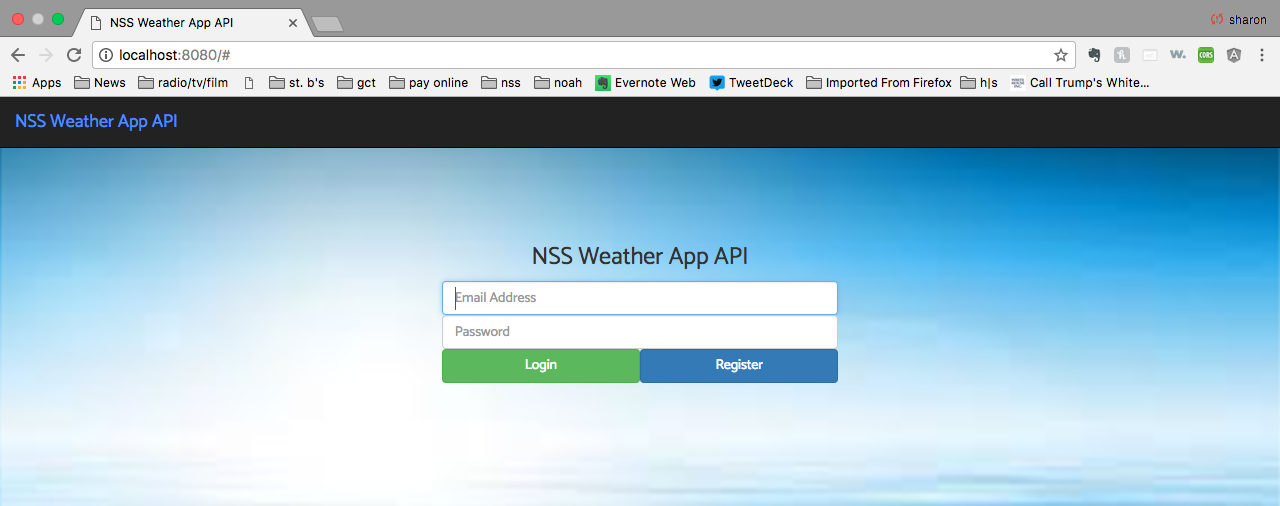 NSS Weather App API
sharon
localhost:8080/#
w.
CORS
Apps News radio/tv/film st. b's gct pay online nss noah Evernote Web TweetDeck Imported From Firefox h|s Call Trump's White...
NSS Weather App API
NSS Weather App API
Email Address
Password
Login Register